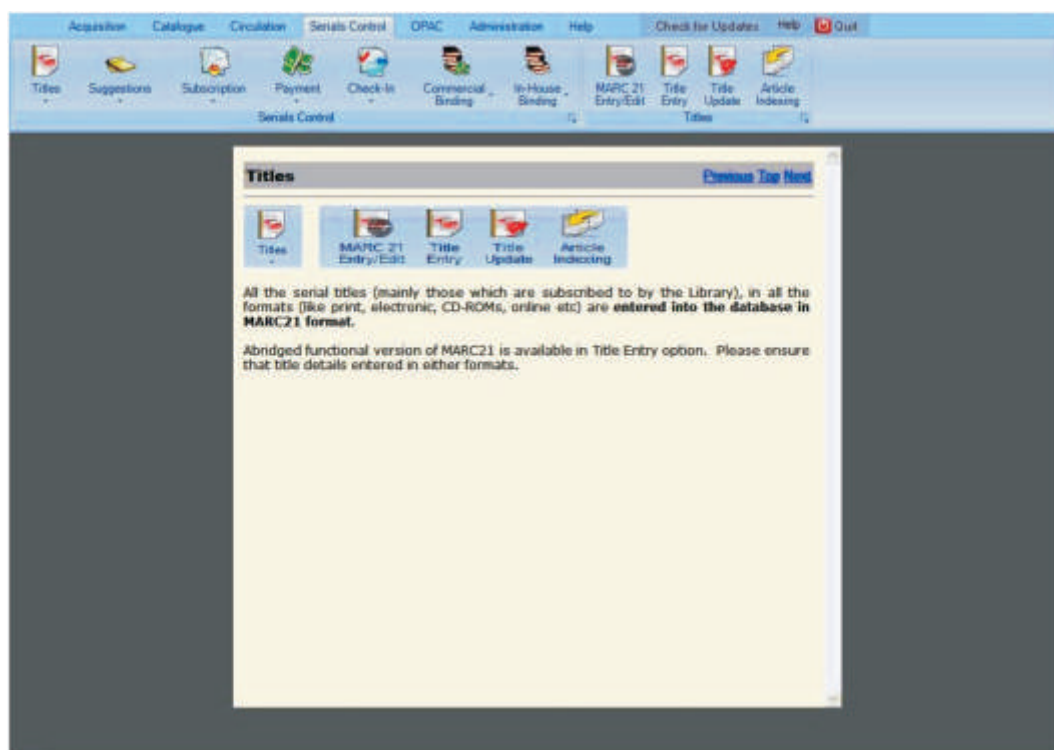 Acquisition Catalogue Circulation Serials Control OPAC Administration Help Check for Updates Help Quit
Titles Suggestions Subscription Payment Check-In Commercial Binding In-House Binding MARC 21 Entry/Edit Title Entry Title Update Article Indexing
Serials Control Titles
Titles Previous Top Next
Titles MARC 21 Entry/Edit Title Entry Title Update Article Indexing
All the serial titles (mainly those which are subscribed to by the Library), in all the
formats (like print, electronic, CD-ROMs, online etc) are entered into the database in
MARC21 format.
Abridged functional version of MARC21 is available in Title Entry option. Please ensure
that title details entered in either formats.